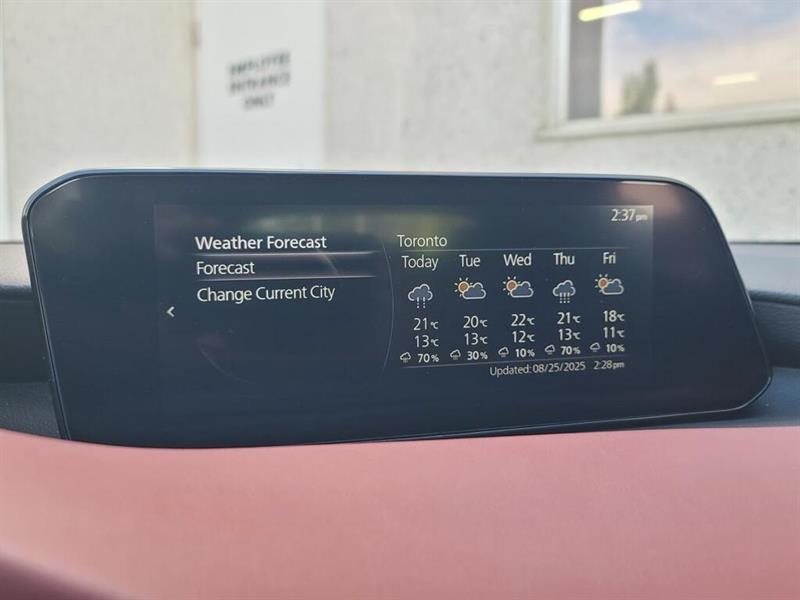 EMPLOYEE
ENTRANCE
ONLY
2:37pm
Weather Forecast
Forecast
Change Current City
Toronto
Today Tue Wed Thu Fri
21℃ 20℃ 22℃ 21℃ 18℃
13℃ 13℃ 12℃ 13℃ 11℃
70% 30% 10% 70% 10%
Updated: 08/25/2025 2:28pm